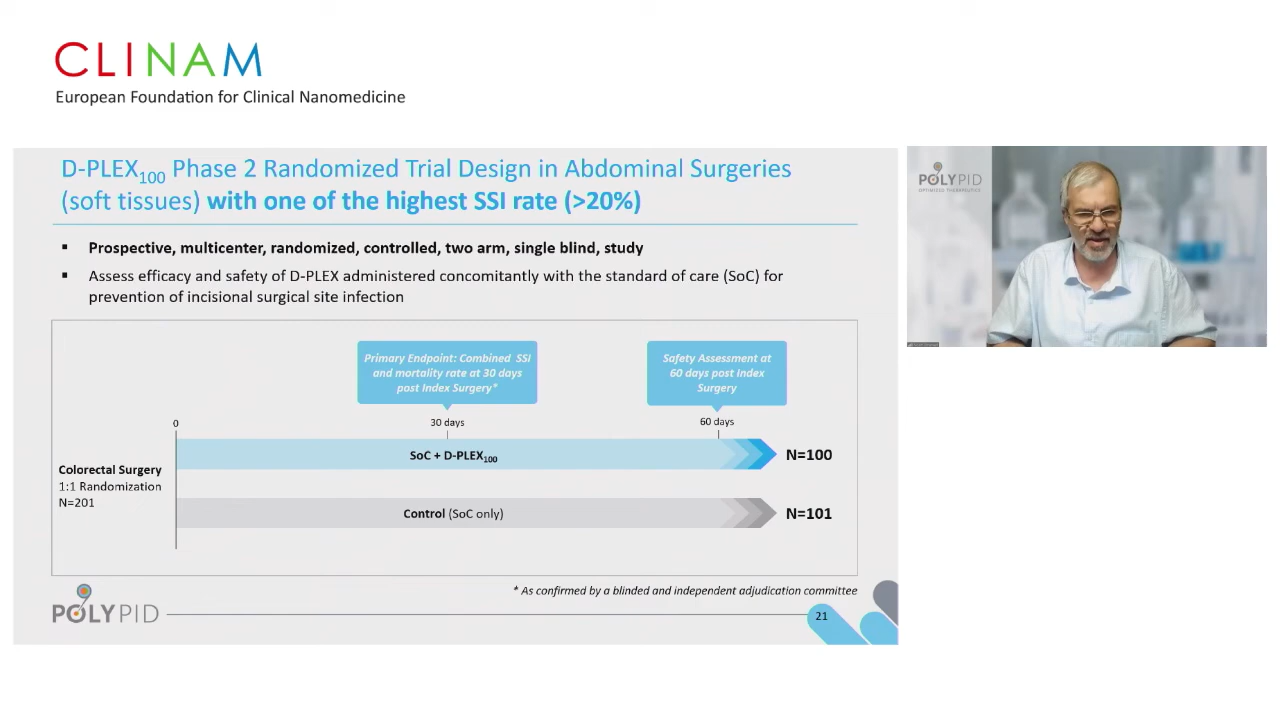 CLINAM
European Foundation for Clinical Nanomedicine
D-PLEX100 Phase 2 Randomized Trial Design in Abdominal Surgeries
(soft tissues) with one of the highest SSI rate (>20%)
▪ Prospective, multicenter, randomized, controlled, two arm, single blind, study
▪ Assess efficacy and safety of D-PLEX administered concomitantly with the standard of care (SoC) for
prevention of incisional surgical site infection
Primary Endpoint: Combined SSI
and mortality rate at 30 days
post Index Surgery*
Safety Assessment at
60 days post Index
Surgery
0
30 days
60 days
Colorectal Surgery
1:1 Randomization
N=201
SoC + D-PLEX100
N=100
Control (SoC only)
N=101
* As confirmed by a blinded and independent adjudication committee
POLYPID
21
POLYPID
OPTIMIZED THERAPEUTICS